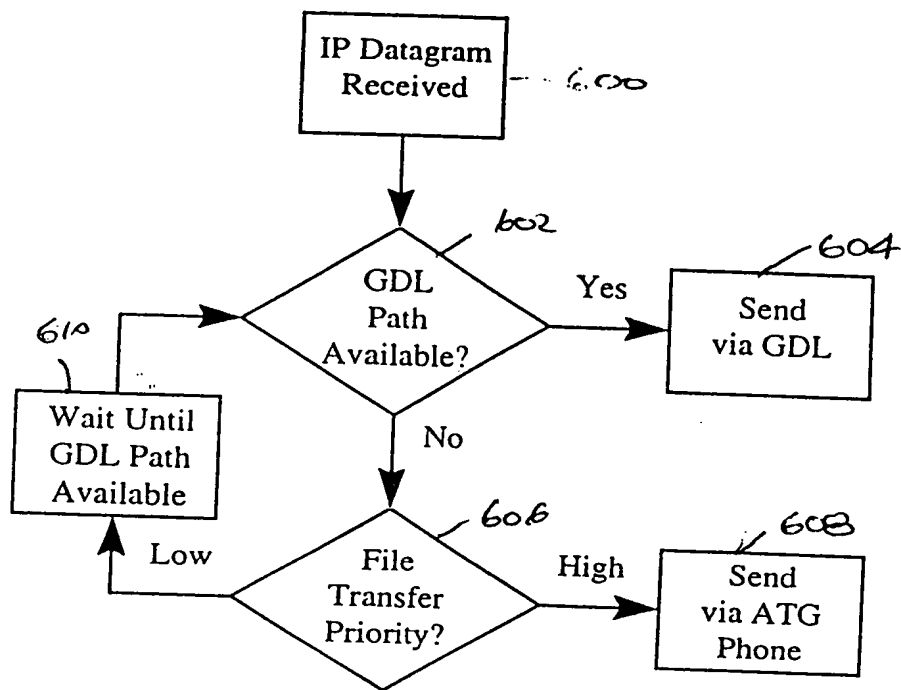 IP Datagram
Received
600
602
GDL
Path
Available?
Yes
604
Send
via GDL
610
Wait Until
GDL Path
Available
No
606
Low
File
Transfer
Priority?
High
608
Send
via ATG
Phone